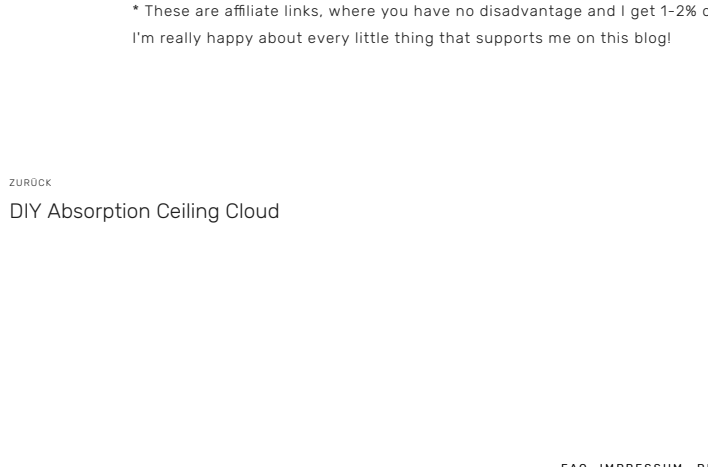 * These are affiliate links, where you have no disadvantage and I get 1-2%
I'm really happy about every little thing that supports me on this blog!
ZURÜCK
DIY Absorption Ceiling Cloud
FAQ IMPRESSUM